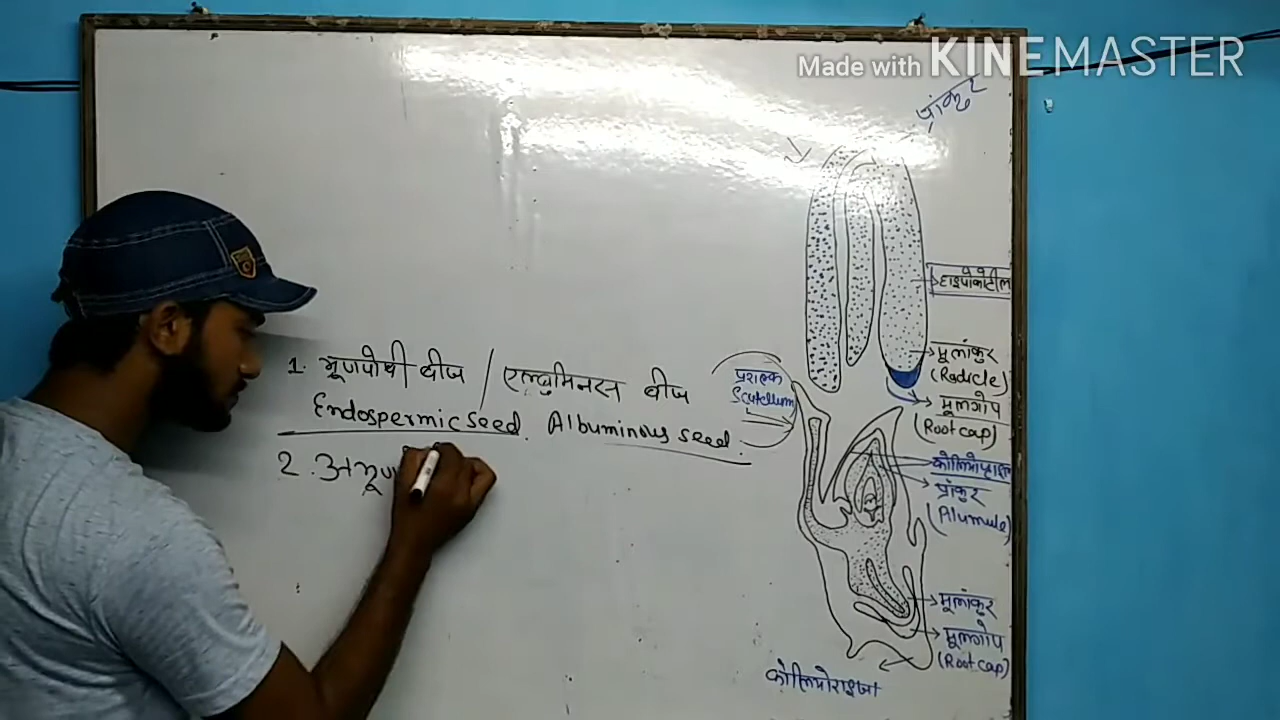 Made with KINEMASTER
प्रांकुर
हाइपोकोटील
मूलांकुर
(Radicle)
मूलगोप
(Root cap)
1. भ्रूणपोषी बीज / एल्बुमिनस बीज
Endospermic seed. Albuminous seed.
2. अभ्रूण
प्रशल्क
Scutellum
प्रांकुर
(Plumule)
मूलांकुर
मूलगोप
(Root cap)
कोलियोराइजा